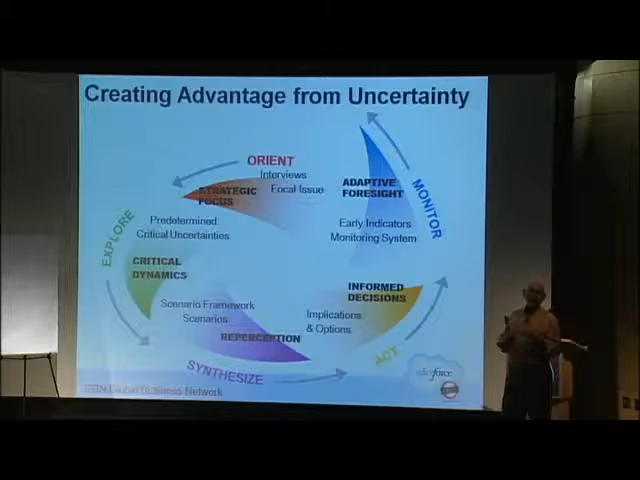 Creating Advantage from Uncertainty
ORIENT
Interviews
Focal Issue
STRATEGIC
FOCUS
EXPLORE
Predetermined
Critical Uncertainties
CRITICAL
DYNAMICS
Scenario Framework
Scenarios
REPERCEPTION
SYNTHESIZE
ADAPTIVE
FORESIGHT
MONITOR
Early Indicators
Monitoring System
INFORMED
DECISIONS
Implications
& Options
ACT
Global Business Network